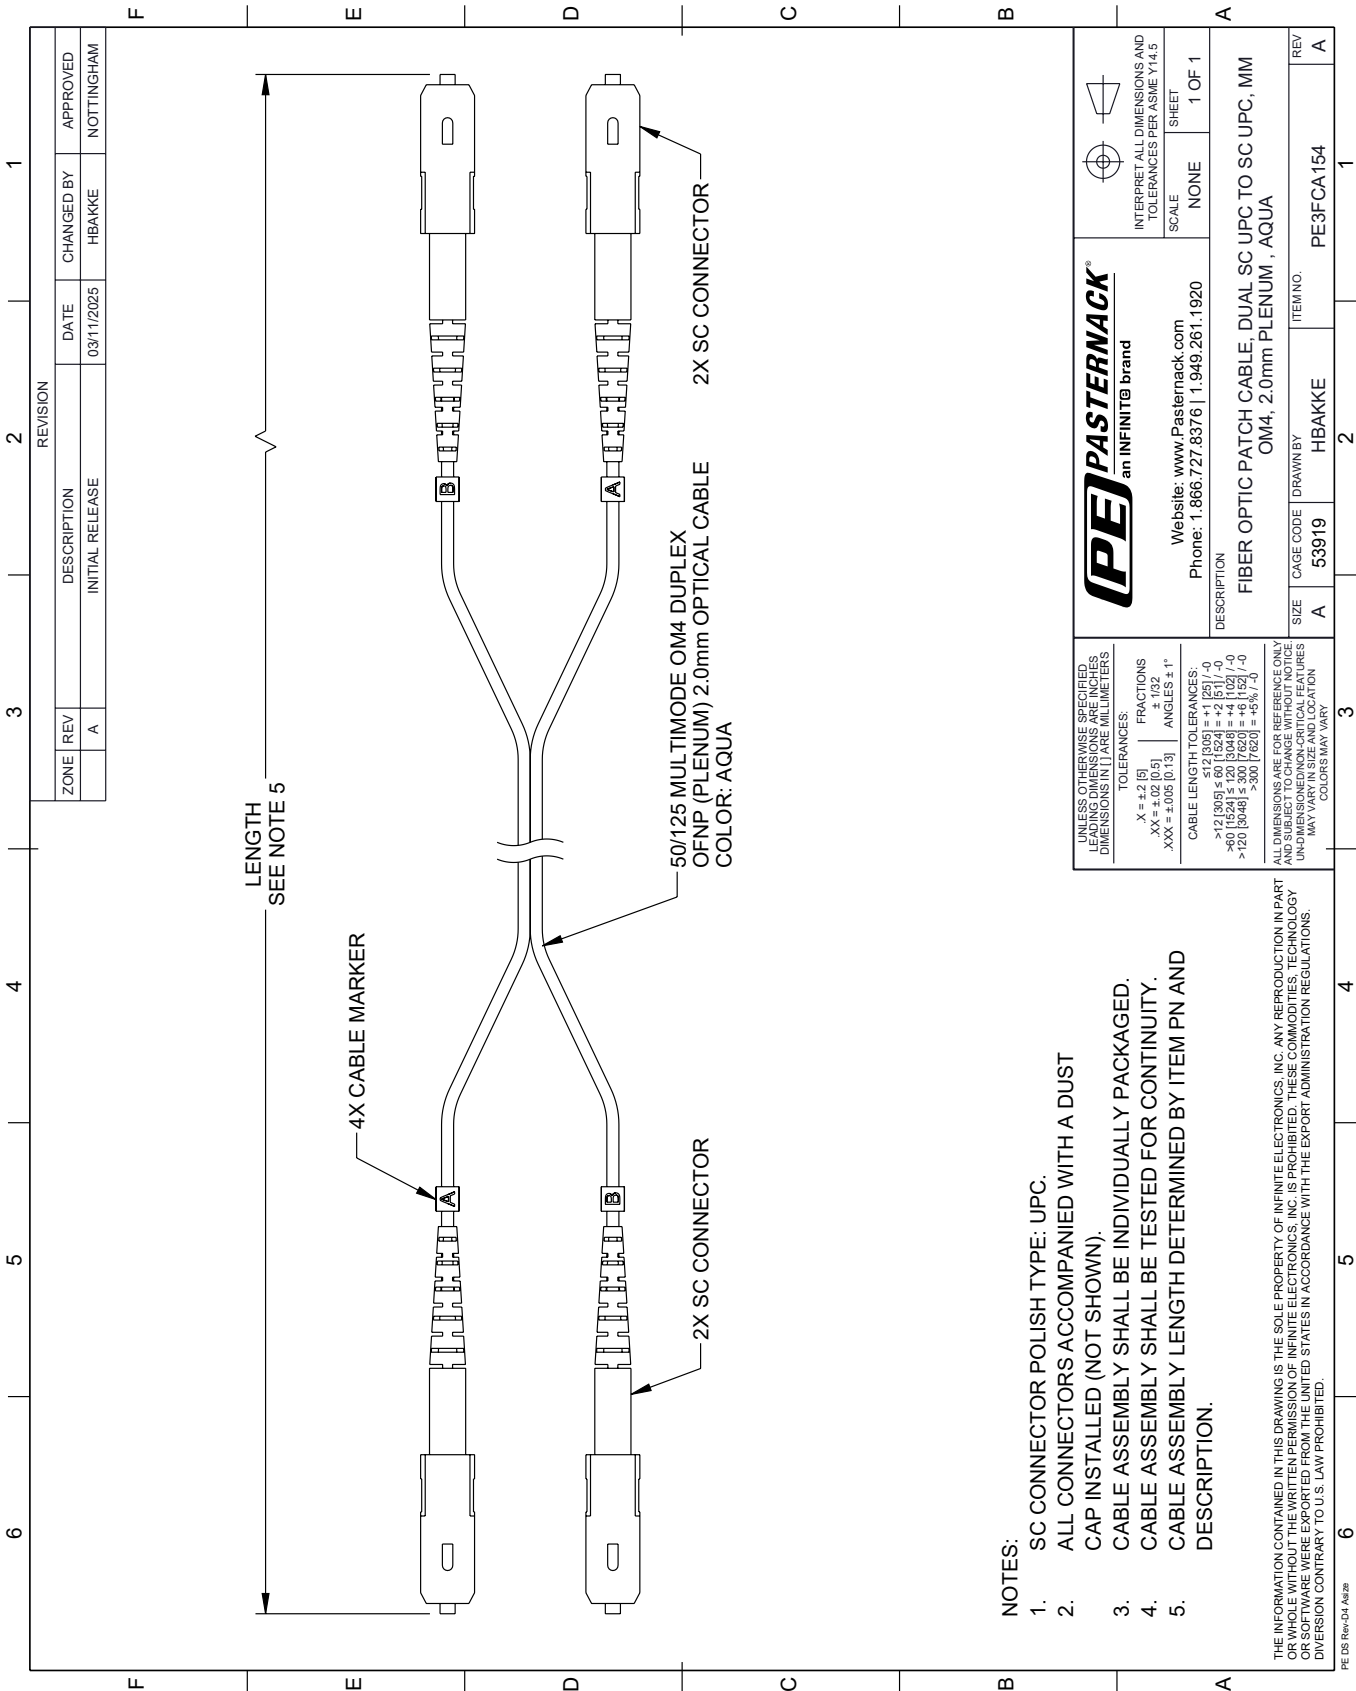 REVISION
ZONE REV DESCRIPTION DATE CHANGED BY APPROVED
A INITIAL RELEASE 03/11/2025 HBAKKE NOTTINGHAM
6 5 4 3 2 1
F
E
D
C
B
A
F
E
D
C
B
A
LENGTH
SEE NOTE 5
4X CABLE MARKER
A
B
B
A
2X SC CONNECTOR
2X SC CONNECTOR
50/125 MULTIMODE OM4 DUPLEX
OFNP (PLENUM) 2.0mm OPTICAL CABLE
COLOR: AQUA
NOTES:
1. SC CONNECTOR POLISH TYPE: UPC.
2. ALL CONNECTORS ACCOMPANIED WITH A DUST
CAP INSTALLED (NOT SHOWN).
3. CABLE ASSEMBLY SHALL BE INDIVIDUALLY PACKAGED.
4. CABLE ASSEMBLY SHALL BE TESTED FOR CONTINUITY.
5. CABLE ASSEMBLY LENGTH DETERMINED BY ITEM PN AND
DESCRIPTION.
THE INFORMATION CONTAINED IN THIS DRAWING IS THE SOLE PROPERTY OF INFINITE ELECTRONICS, INC. ANY REPRODUCTION IN PART
OR WHOLE WITHOUT THE WRITTEN PERMISSION OF INFINITE ELECTRONICS, INC. IS PROHIBITED. THESE COMMODITIES, TECHNOLOGY
OR SOFTWARE WERE EXPORTED FROM THE UNITED STATES IN ACCORDANCE WITH THE EXPORT ADMINISTRATION REGULATIONS.
DIVERSION CONTRARY TO U.S. LAW PROHIBITED.
UNLESS OTHERWISE SPECIFIED
LEADING DIMENSIONS ARE INCHES
DIMENSIONS IN [ ] ARE MILLIMETERS
TOLERANCES:
.X = ±.2 [5] FRACTIONS
.XX = ±.02 [0.5] ± 1/32
.XXX = ±.005 [0.13] ANGLES ± 1°
CABLE LENGTH TOLERANCES:
≤12 [305] = +1 [25] / -0
>12 [305] ≤ 60 [1524] = +2 [51] / -0
>60 [1524] ≤ 120 [3048] = +4 [102] / -0
>120 [3048] ≤ 300 [7620] = +6 [152] / -0
>300 [7620] = +5% / -0
ALL DIMENSIONS ARE FOR REFERENCE ONLY
AND SUBJECT TO CHANGE WITHOUT NOTICE.
UN-DIMENSIONED/NON-CRITICAL FEATURES
MAY VARY IN SIZE AND LOCATION
COLORS MAY VARY
PE PASTERNACK®
an INFINIT@ brand
Website: www.Pasternack.com
Phone: 1.866.727.8376 | 1.949.261.1920
INTERPRET ALL DIMENSIONS AND
TOLERANCES PER ASME Y14.5
SCALE NONE SHEET 1 OF 1
DESCRIPTION
FIBER OPTIC PATCH CABLE, DUAL SC UPC TO SC UPC, MM
OM4, 2.0mm PLENUM , AQUA
SIZE CAGE CODE DRAWN BY ITEM NO. REV
A 53919 HBAKKE PE3FCA154 A
6 5 4 3 2 1
PE DS Rev-D4 Asize